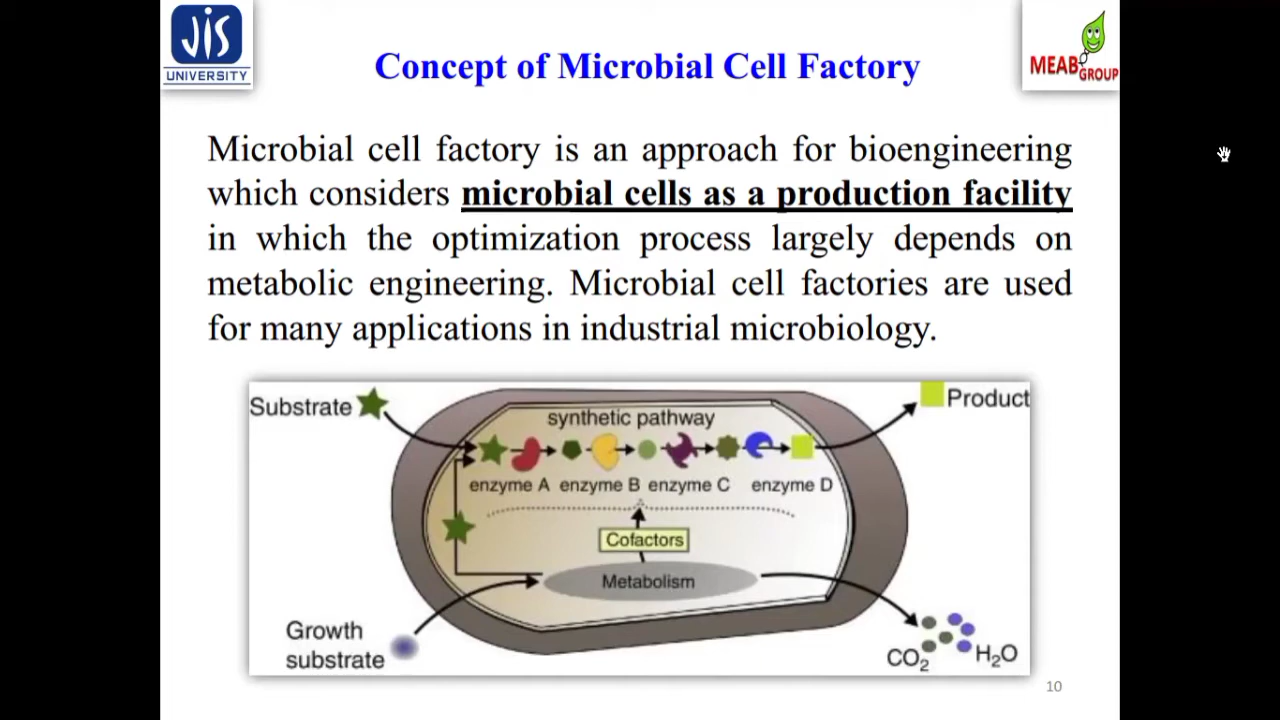 JIS
UNIVERSITY
Concept of Microbial Cell Factory
MEAB
GROUP
Microbial cell factory is an approach for bioengineering
which considers microbial cells as a production facility
in which the optimization process largely depends on
metabolic engineering. Microbial cell factories are used
for many applications in industrial microbiology.
Substrate
Product
synthetic pathway
enzyme A enzyme B enzyme C enzyme D
Cofactors
Metabolism
Growth
substrate
CO₂
H₂O
10